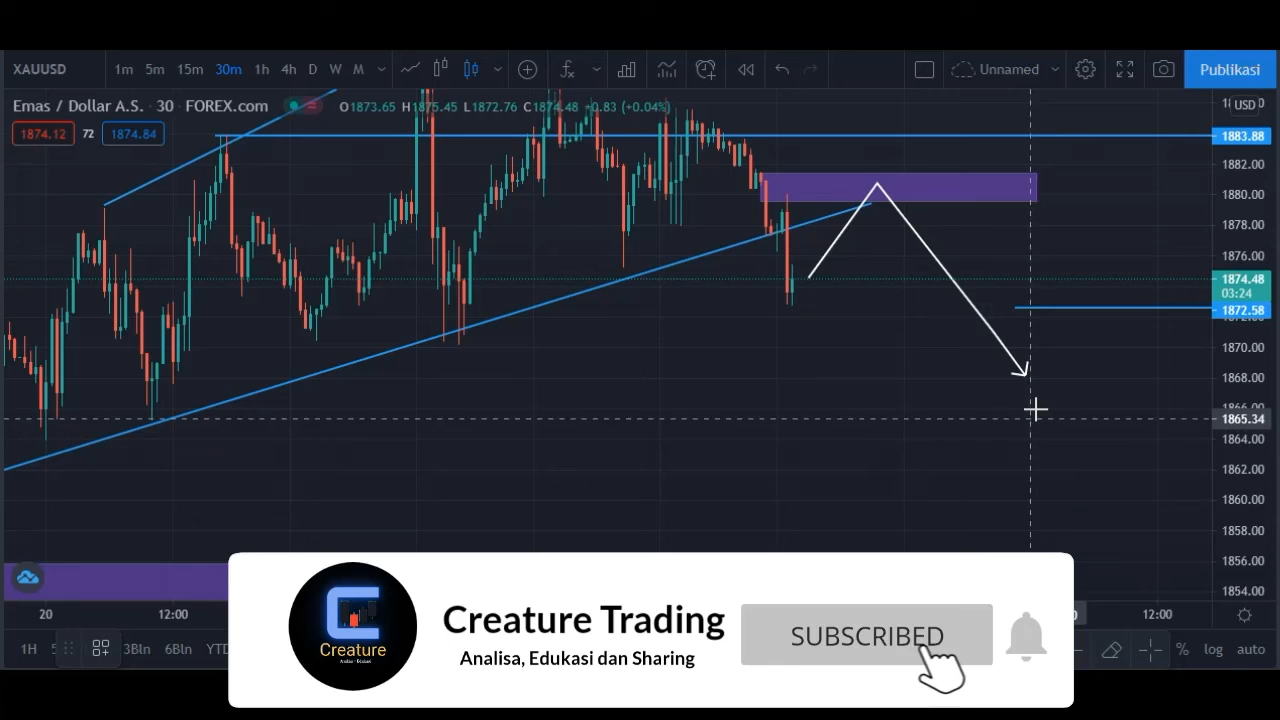 XAUUSD 1m 5m 15m 30m 1h 4h D W M Unnamed Publikasi
Emas / Dollar A.S. · 30 · FOREX.com O1873.65 H1875.45 L1872.76 C1874.48 +0.83 (+0.04%)
USD
1874.12 72 1874.84
1883.88
1882.00
1880.00
1878.00
1876.00
1874.48
03:24
1872.58
1870.00
1868.00
1865.34
1864.00
1862.00
1860.00
1858.00
1856.00
1854.00
20 12:00 12:00
Creature Trading
Analisa, Edukasi dan Sharing
SUBSCRIBED
Creature
1H 3Bln 6Bln YTD % log auto